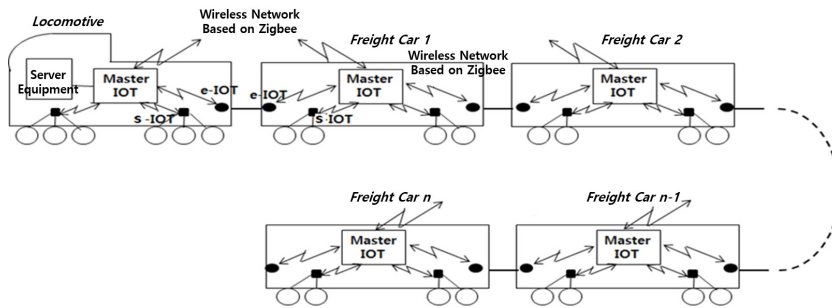 Locomotive
Wireless Network
Based on Zigbee
Freight Car 1
Wireless Network
Based on Zigbee
Freight Car 2
Server
Equipment
Master
IOT
e-IOT
s -IOT
e-IOT
Master
IOT
s-IOT
Master
IOT
Freight Car n
Freight Car n-1
Master
IOT
Master
IOT